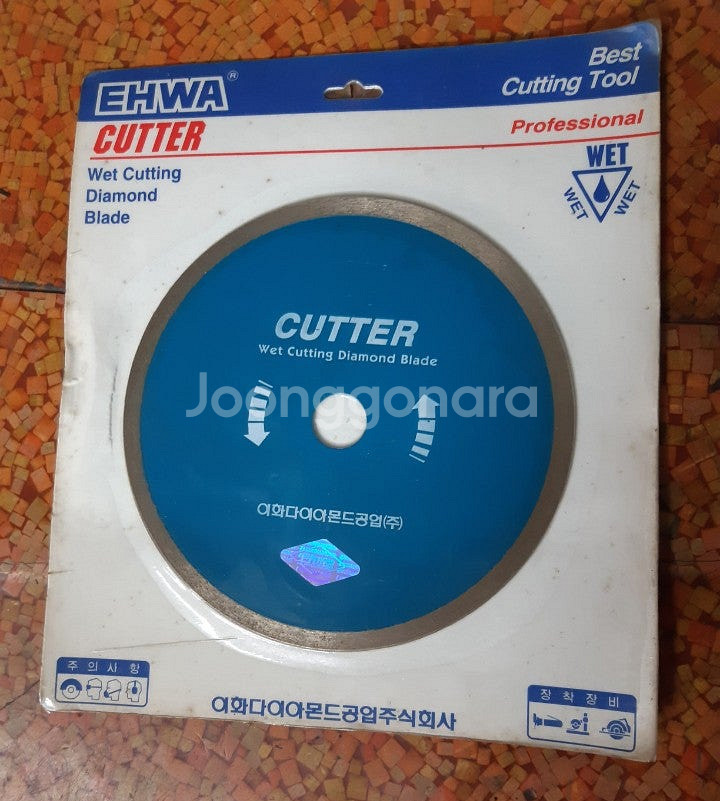 EHWA®
CUTTER
Wet Cutting
Diamond
Blade
Best
Cutting Tool
Professional
WET
WET
WET
CUTTER
Wet Cutting Diamond Blade
Joonggonara
이화다이아몬드공업(주)
주의사항
이화다이아몬드공업주식회사
장착장비